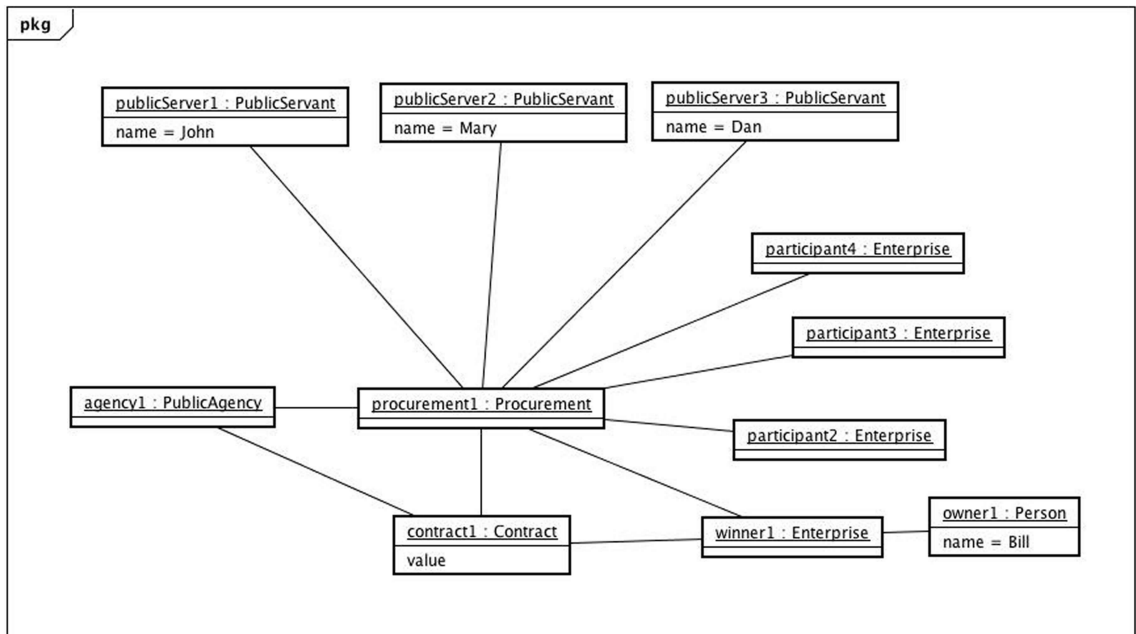 pkg
publicServer1 : PublicServant
name = John
publicServer2 : PublicServant
name = Mary
publicServer3 : PublicServant
name = Dan
participant4 : Enterprise
participant3 : Enterprise
agency1 : PublicAgency
procurement1 : Procurement
participant2 : Enterprise
contract1 : Contract
value
winner1 : Enterprise
owner1 : Person
name = Bill